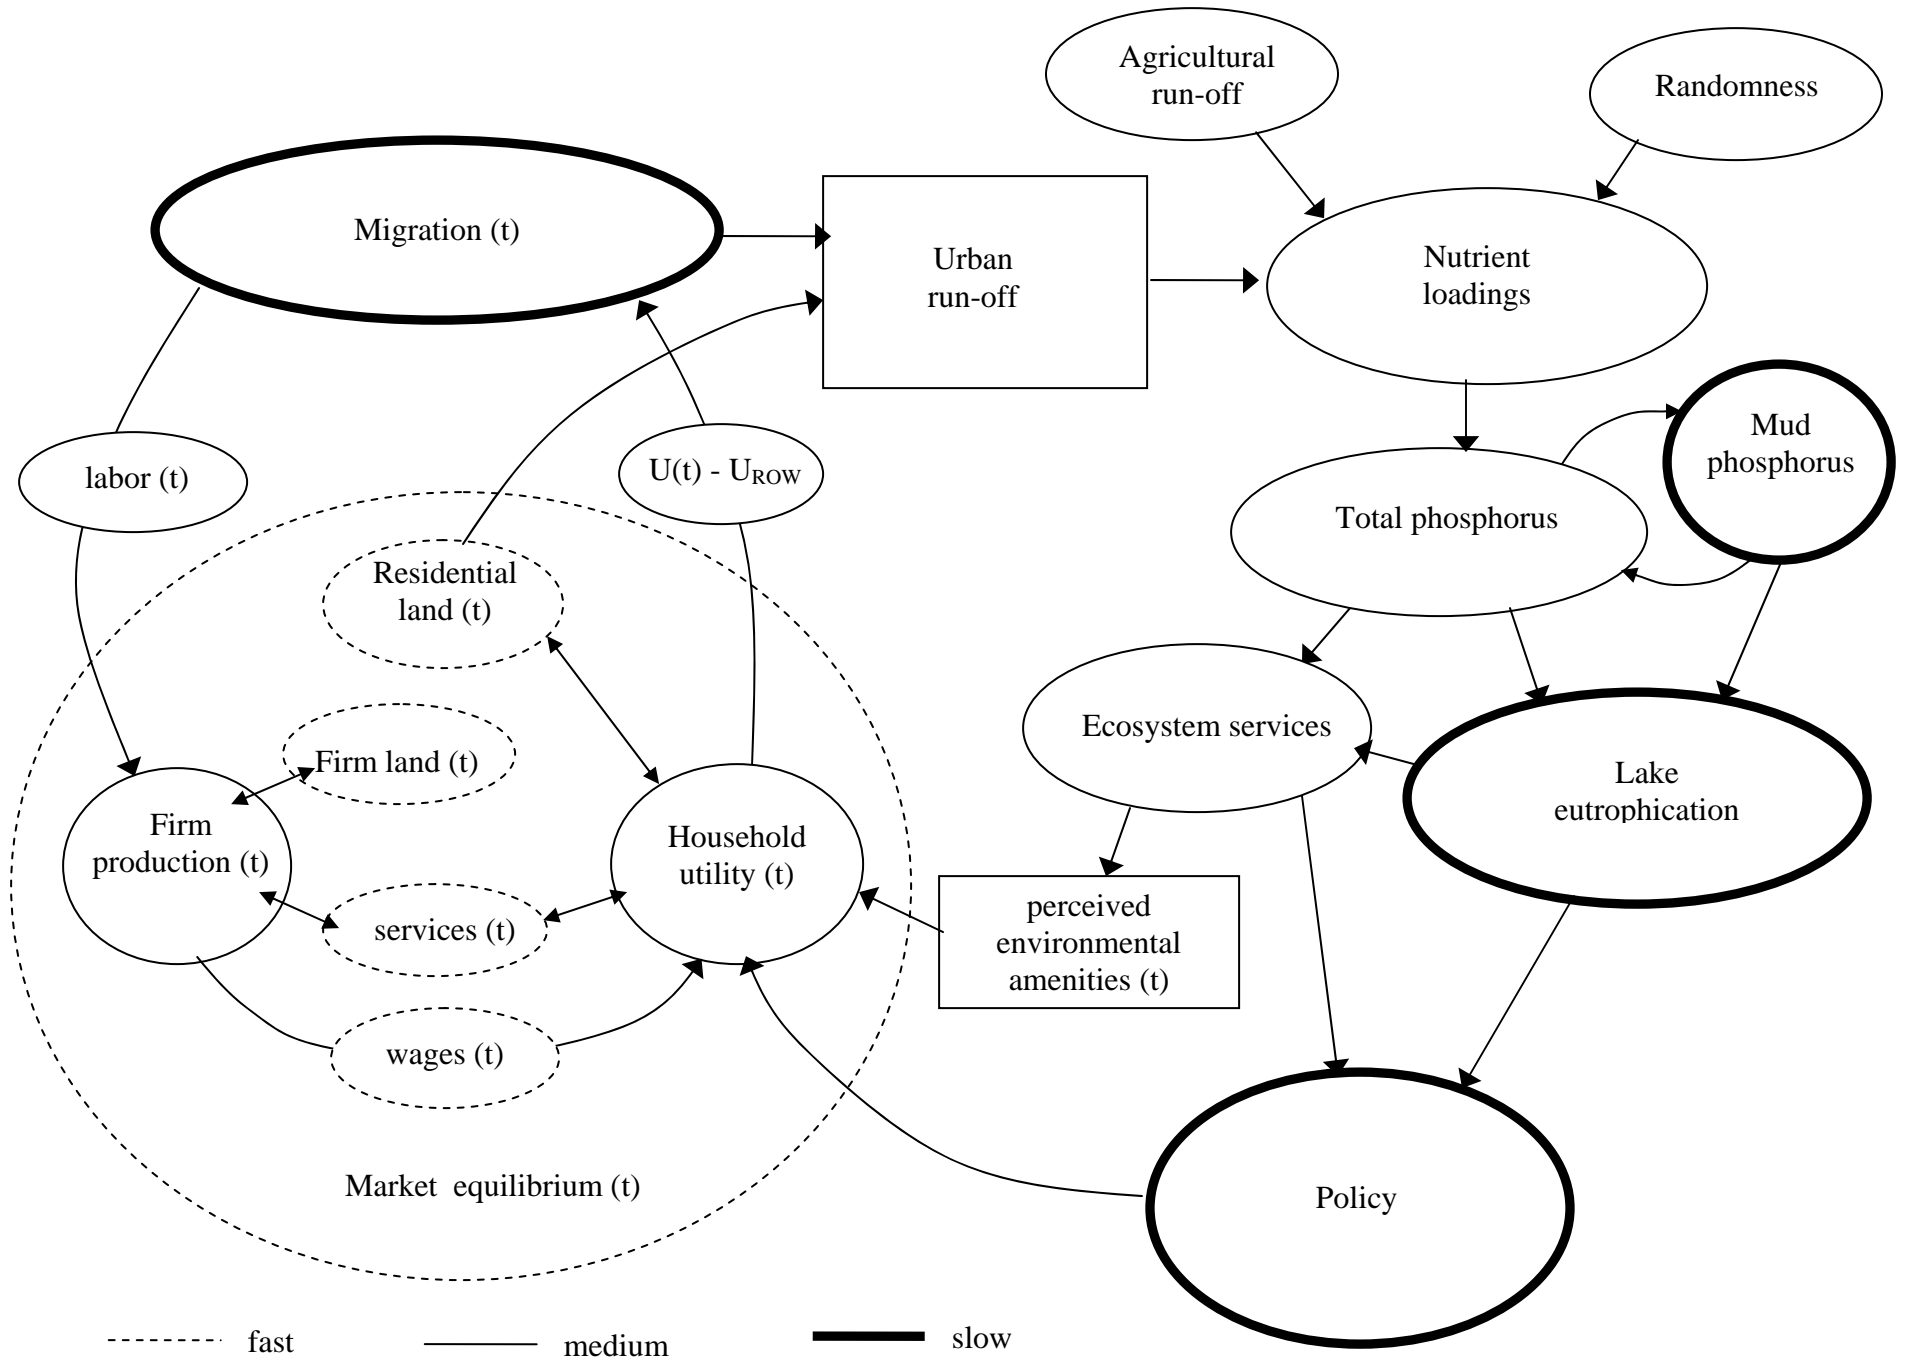 Agricultural
run-off
Randomness
Migration (t)
Urban
run-off
Nutrient
loadings
Mud
phosphorus
labor (t)
U(t) - UROW
Total phosphorus
Residential
land (t)
Firm land (t)
Ecosystem services
Lake
eutrophication
Firm
production (t)
Household
utility (t)
services (t)
perceived
environmental
amenities (t)
wages (t)
Market equilibrium (t)
Policy
fast
medium
slow